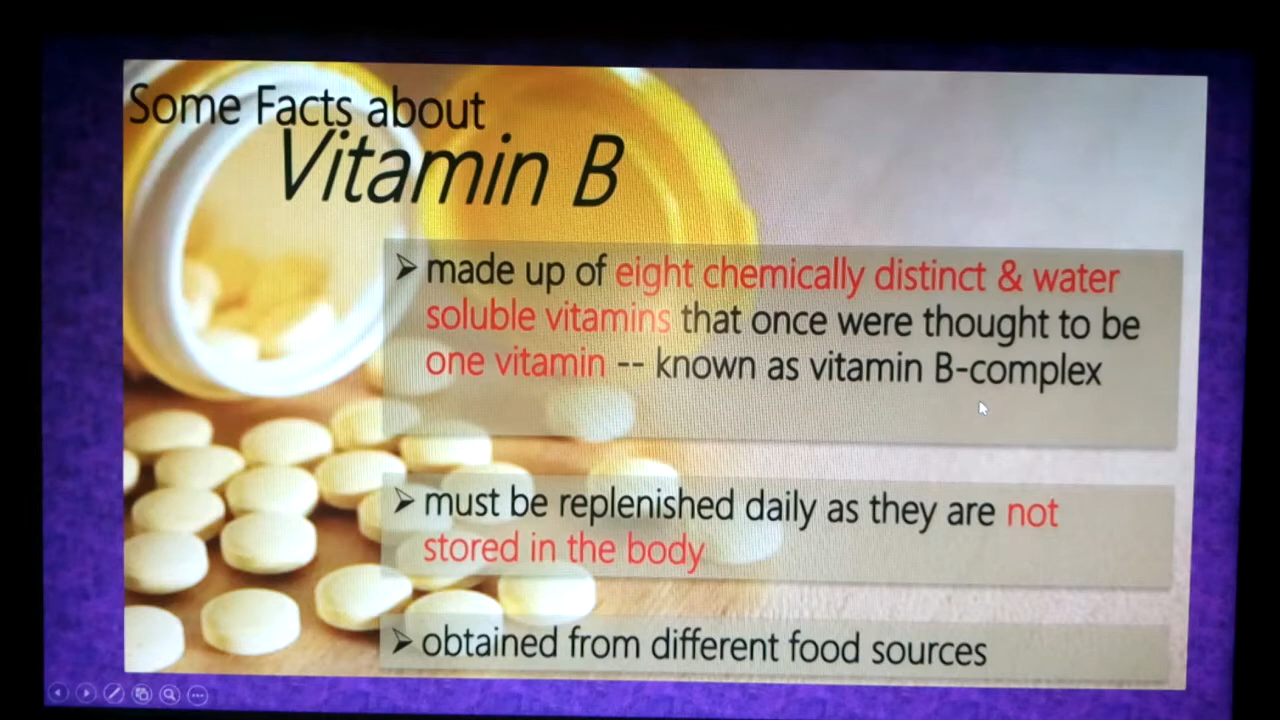 Some Facts about
Vitamin B
➢ made up of eight chemically distinct & water
soluble vitamins that once were thought to be
one vitamin -- known as vitamin B-complex
➢ must be replenished daily as they are not
stored in the body
➢ obtained from different food sources